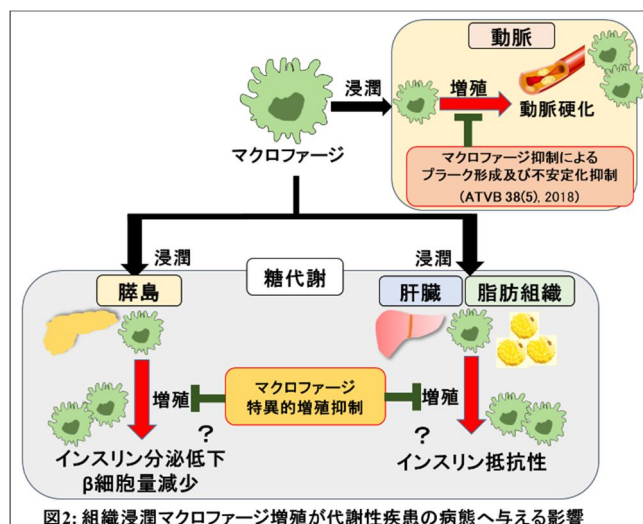 動脈
浸潤
増殖
動脈硬化
マクロファージ
マクロファージ抑制による
プラーク形成及び不安定化抑制
(ATVB 38(5), 2018)
浸潤
浸潤
糖代謝
膵島
肝臓
脂肪組織
増殖
マクロファージ
特異的増殖抑制
増殖
?
?
インスリン分泌低下
β細胞量減少
インスリン抵抗性
図2: 組織浸潤マクロファージ増殖が代謝性疾患の病態へ与える影響